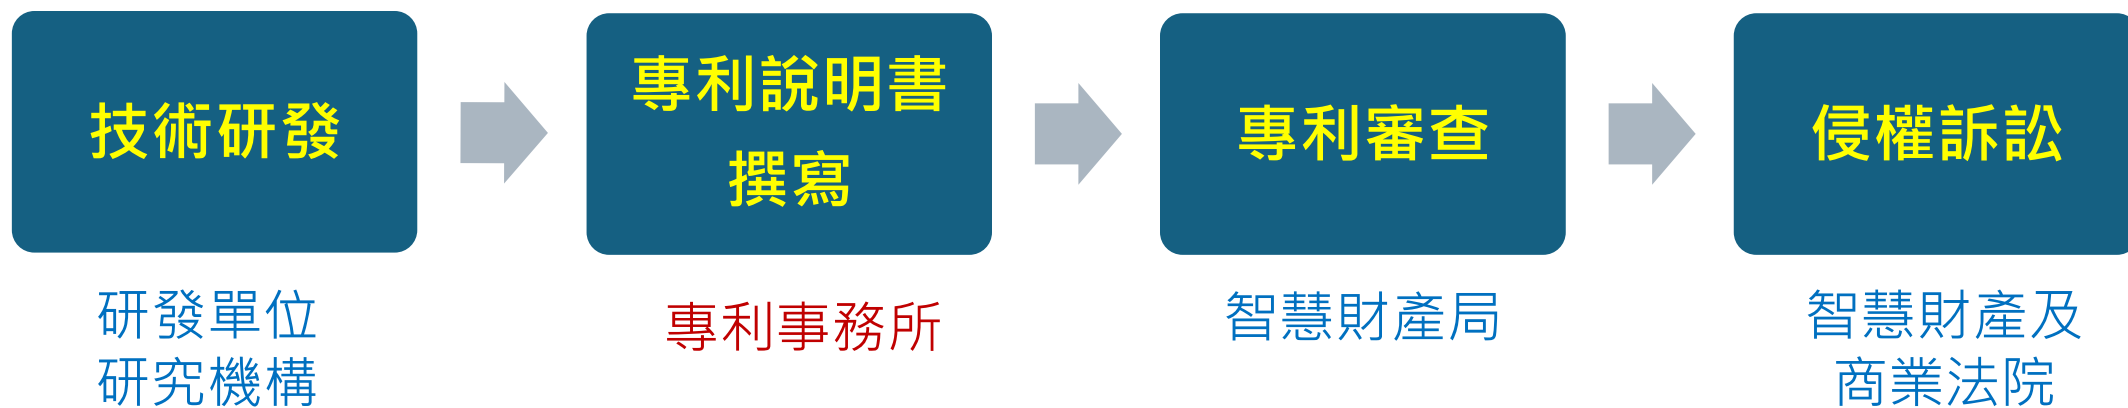 技術研發
專利說明書
撰寫
專利審查
侵權訴訟
研發單位
研究機構
專利事務所
智慧財產局
智慧財產及
商業法院